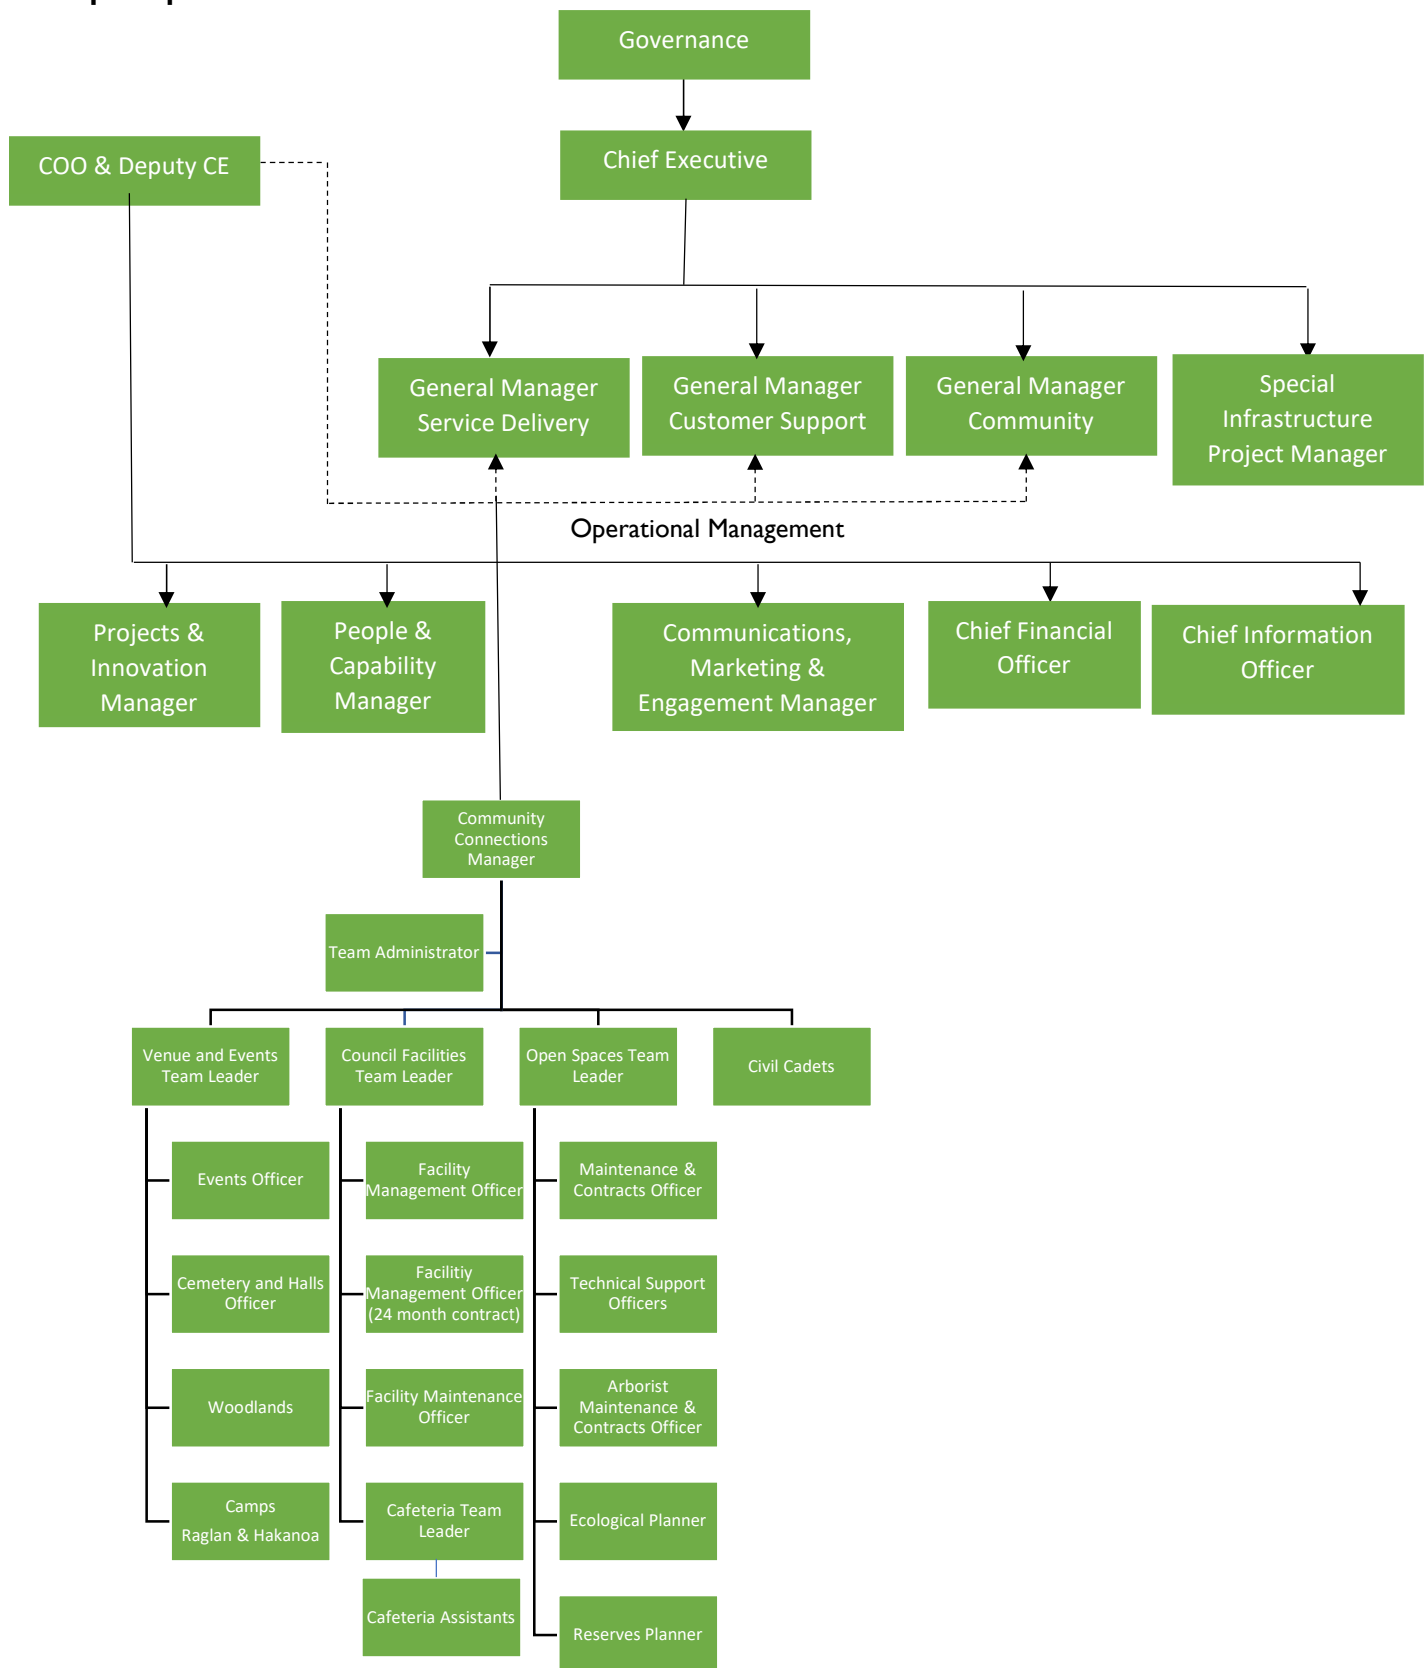 Governance
COO & Deputy CE
Chief Executive
General Manager
Service Delivery
General Manager
Customer Support
General Manager
Community
Special
Infrastructure
Project Manager
Operational Management
Projects &
Innovation
Manager
People &
Capability
Manager
Communications,
Marketing &
Engagement Manager
Chief Financial
Officer
Chief Information
Officer
Community
Connections
Manager
Team Administrator
Venue and Events
Team Leader
Council Facilities
Team Leader
Open Spaces Team
Leader
Civil Cadets
Events Officer
Facility
Management Officer
Maintenance &
Contracts Officer
Cemetery and Halls
Officer
Facilitiy
Management Officer
(24 month contract)
Technical Support
Officers
Woodlands
Facility Maintenance
Officer
Arborist
Maintenance &
Contracts Officer
Camps
Raglan & Hakanoa
Cafeteria Team
Leader
Ecological Planner
Cafeteria Assistants
Reserves Planner